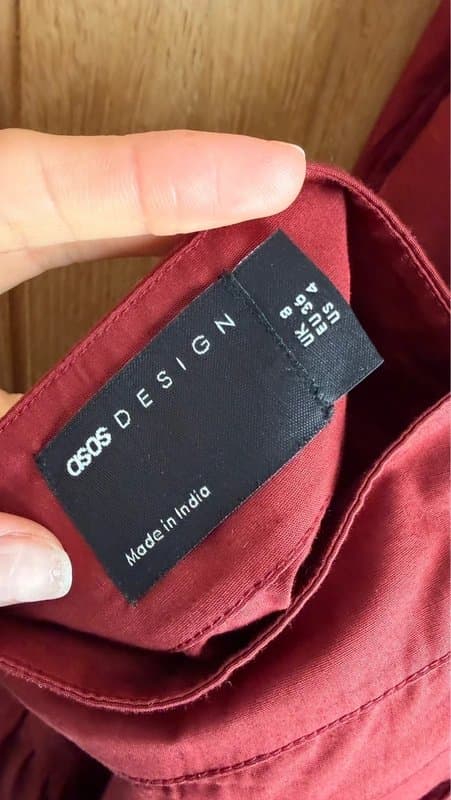 asos DESIGN
Made in India
UK 8
EU 36
US 4